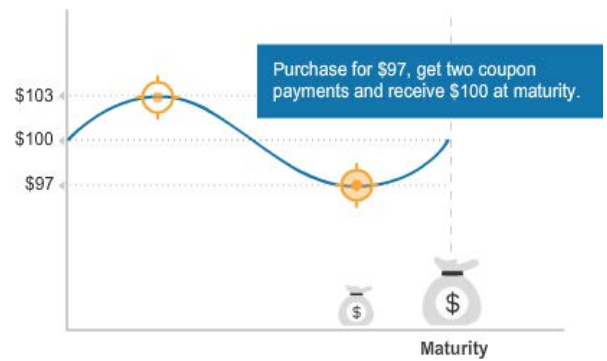 Purchase for $97, get two coupon
payments and receive $100 at maturity.
$103
$100
$97
$
$
Maturity